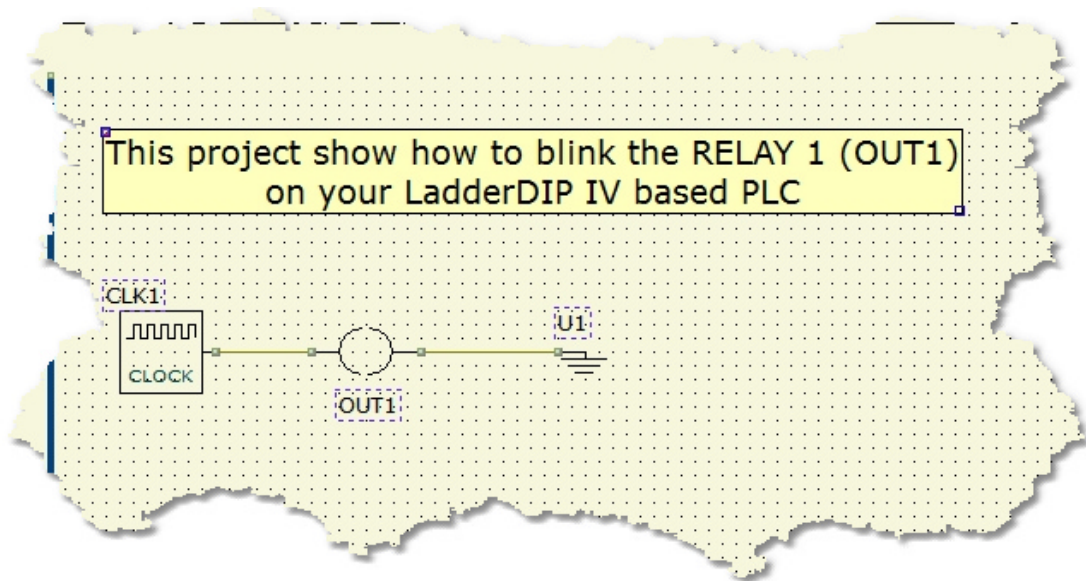 This project show how to blink the RELAY 1 (OUT1)
on your LadderDIP IV based PLC
CLK1
CLOCK
OUT1
U1